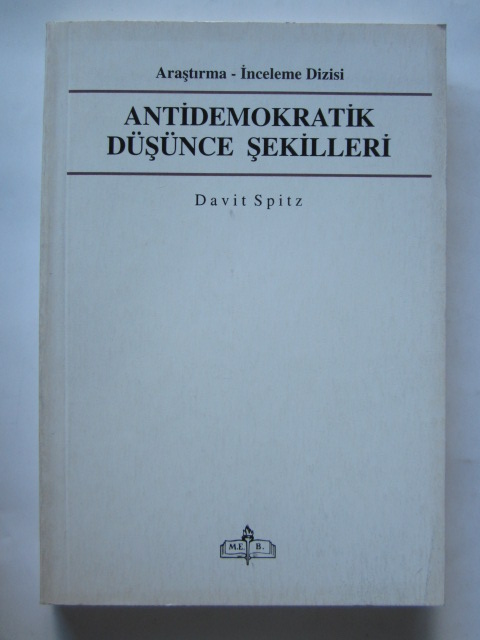 Araştırma - İnceleme Dizisi
ANTİDEMOKRATİK
DÜŞÜNCE ŞEKİLLERİ
Davit Spitz
M.E. B.